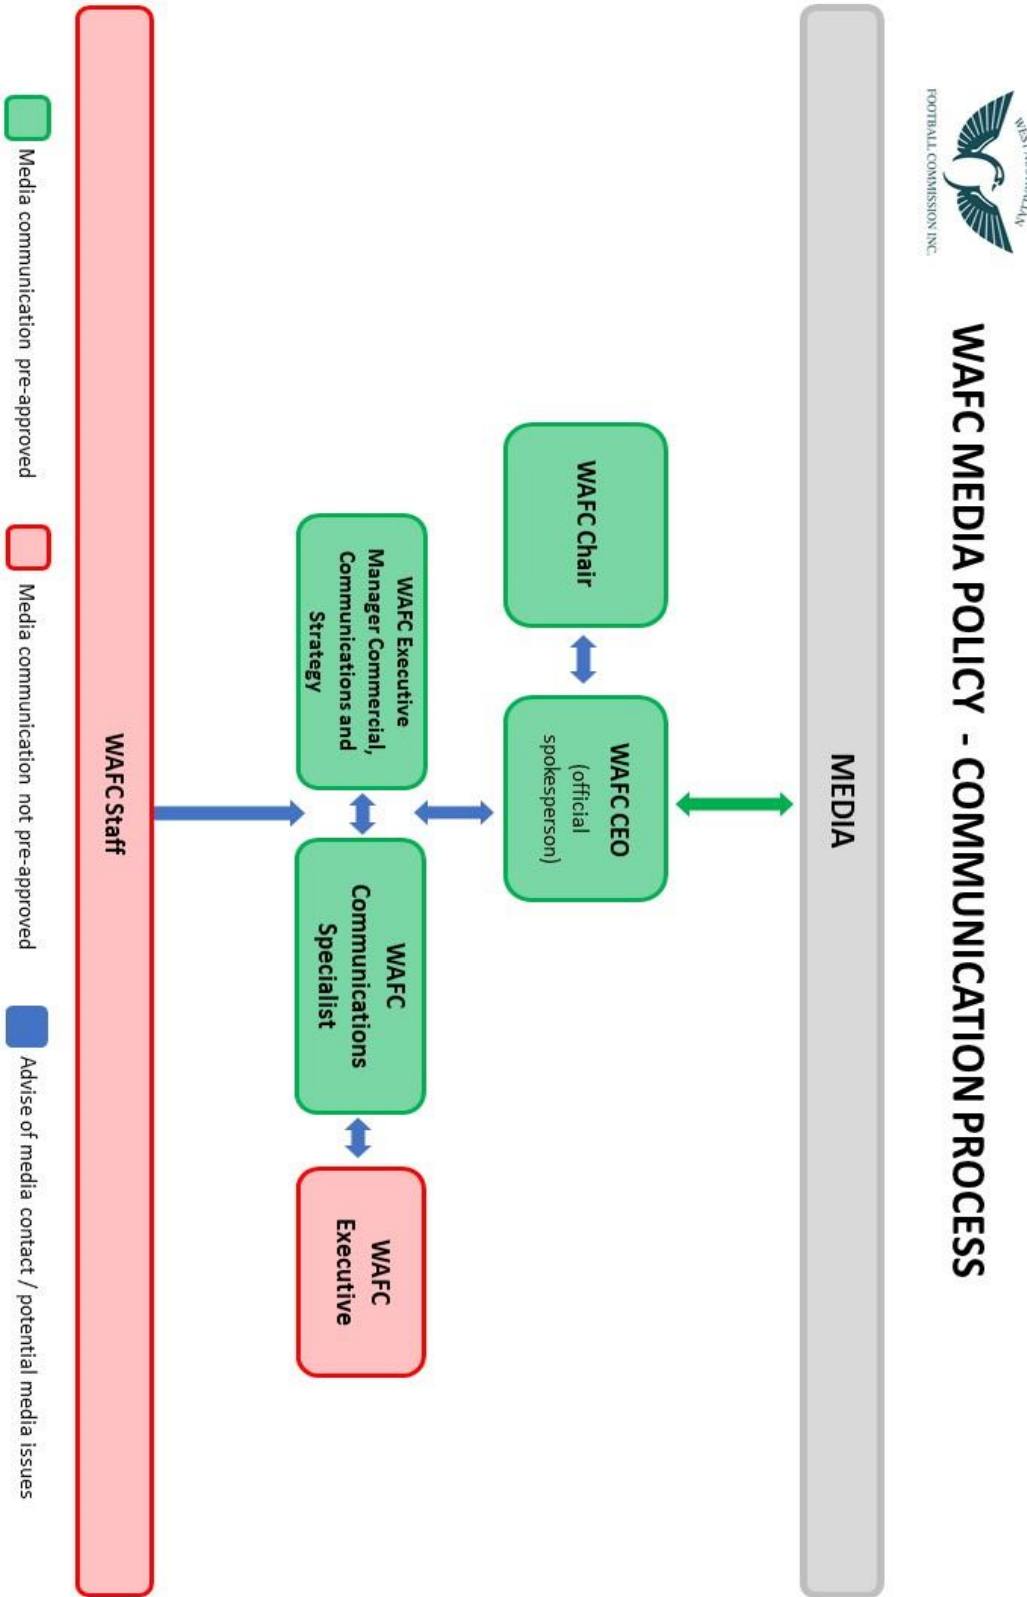 WEST AUSTRALIAN
FOOTBALL COMMISSION INC.
WAFC MEDIA POLICY - COMMUNICATION PROCESS
MEDIA
WAFC Chair
WAFC CEO
(official
spokesperson)
WAFC Executive
Manager Commercial,
Communications and
Strategy
WAFC
Communications
Specialist
WAFC
Executive
WAFC Staff
Media communication pre-approved
Media communication not pre-approved
Advise of media contact / potential media issues